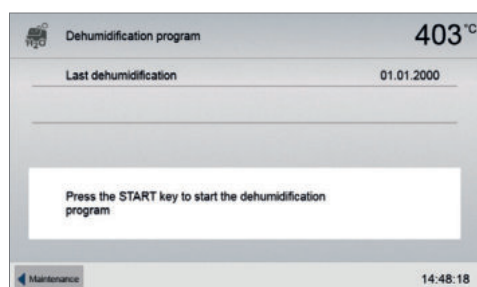 H2O
Dehumidification program 403 °C
Last dehumidification 01.01.2000
Press the START key to start the dehumidification
program
Maintenance 14:48:18